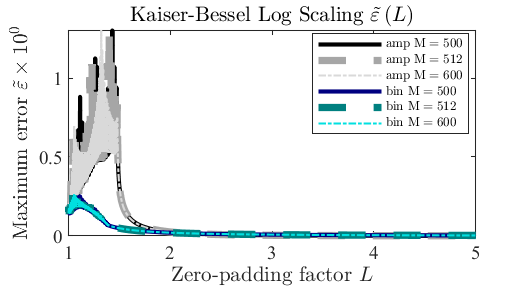 Kaiser-Bessel Log Scaling ε̃ (L)
Maximum error ε̃ × 10⁰
1
0.5
0
amp M = 500
amp M = 512
amp M = 600
bin M = 500
bin M = 512
bin M = 600
1 2 3 4 5
Zero-padding factor L